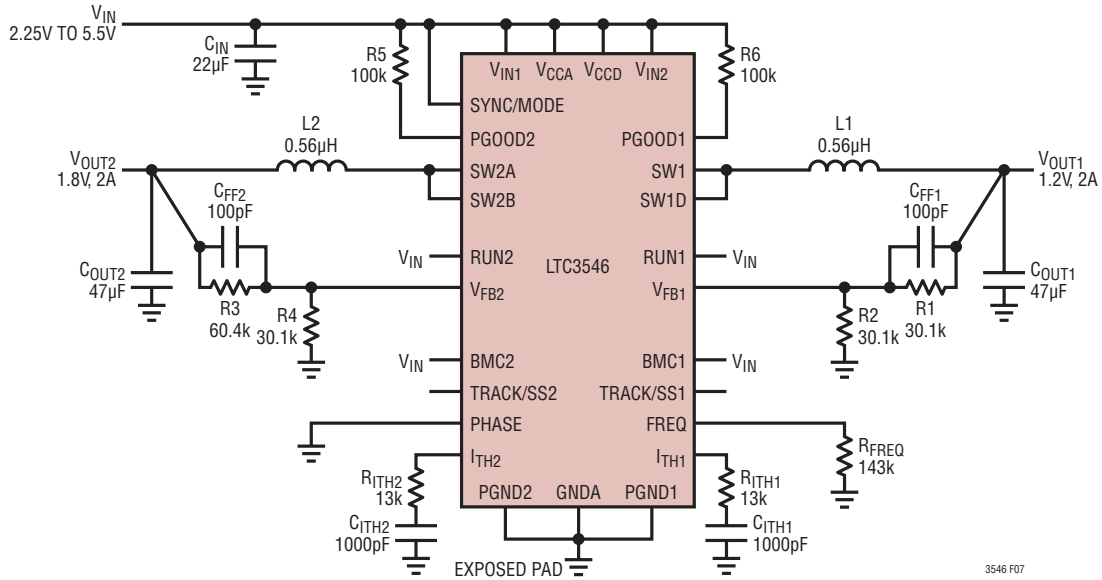 VIN
2.25V TO 5.5V
CIN
22µF
R5
100k
R6
100k
VIN1 VCCA VCCD VIN2
SYNC/MODE
PGOOD2 PGOOD1
L2
0.56µH
L1
0.56µH
VOUT2
1.8V, 2A
SW2A SW1
VOUT1
1.2V, 2A
SW2B SW1D
CFF2
100pF
CFF1
100pF
VIN RUN2 LTC3546 RUN1 VIN
COUT2
47µF
COUT1
47µF
VFB2 VFB1
R3
60.4k
R4
30.1k
R2
30.1k
R1
30.1k
VIN BMC2 BMC1 VIN
TRACK/SS2 TRACK/SS1
PHASE FREQ
RFREQ
143k
ITH2 ITH1
RITH2
13k
RITH1
13k
PGND2 GNDA PGND1
CITH2
1000pF
CITH1
1000pF
EXPOSED PAD
3546 F07